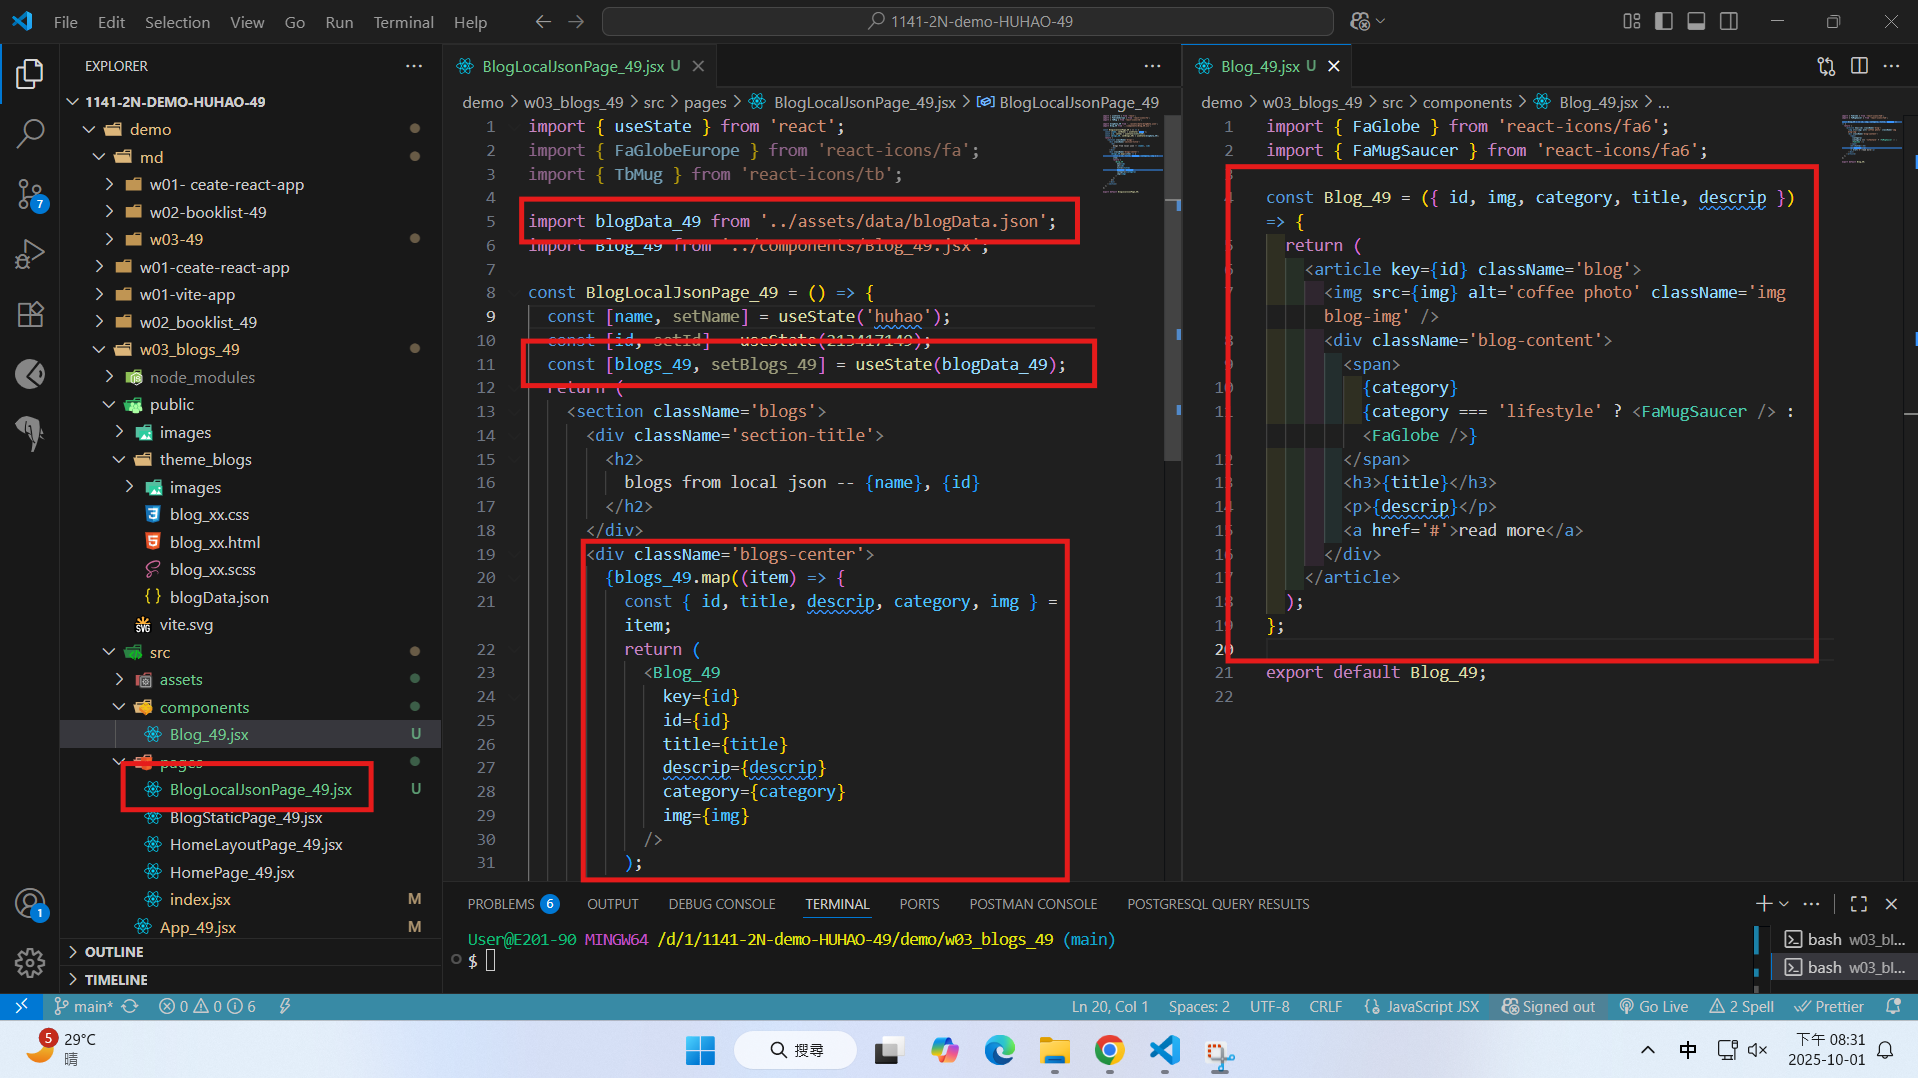 File Edit Selection View Go Run Terminal Help
1141-2N-demo-HUHAO-49
EXPLORER
1141-2N-DEMO-HUHAO-49
demo
md
w01- ceate-react-app
w02-booklist-49
w03-49
w01-ceate-react-app
w01-vite-app
w02_booklist_49
w03_blogs_49
node_modules
public
images
theme_blogs
images
blog_xx.css
blog_xx.html
blog_xx.scss
blogData.json
vite.svg
src
assets
components
Blog_49.jsx U
pages
BlogLocalJsonPage_49.jsx U
BlogStaticPage_49.jsx
HomeLayoutPage_49.jsx
HomePage_49.jsx
index.jsx M
App_49.jsx M
OUTLINE
TIMELINE
7
1
BlogLocalJsonPage_49.jsx U
demo > w03_blogs_49 > src > pages > BlogLocalJsonPage_49.jsx > BlogLocalJsonPage_49
1 import { useState } from 'react';
2 import { FaGlobeEurope } from 'react-icons/fa';
3 import { TbMug } from 'react-icons/tb';
4
5 import blogData_49 from '../assets/data/blogData.json';
6 import Blog_49 from '../components/Blog_49.jsx';
7
8 const BlogLocalJsonPage_49 = () => {
9 const [name, setName] = useState('huhao');
10 const [id, setId] = useState(213417149);
11 const [blogs_49, setBlogs_49] = useState(blogData_49);
12 return (
13 <section className='blogs'>
14 <div className='section-title'>
15 <h2>
16 blogs from local json -- {name}, {id}
17 </h2>
18 </div>
19 <div className='blogs-center'>
20 {blogs_49.map((item) => {
21 const { id, title, descrip, category, img } =
item;
22 return (
23 <Blog_49
24 key={id}
25 id={id}
26 title={title}
27 descrip={descrip}
28 category={category}
29 img={img}
30 />
31 );
Blog_49.jsx U
demo > w03_blogs_49 > src > components > Blog_49.jsx > ...
1 import { FaGlobe } from 'react-icons/fa6';
2 import { FaMugSaucer } from 'react-icons/fa6';
3
4 const Blog_49 = ({ id, img, category, title, descrip })
=> {
5 return (
6 <article key={id} className='blog'>
7 <img src={img} alt='coffee photo' className='img
blog-img' />
8 <div className='blog-content'>
9 <span>
10 {category}
11 {category === 'lifestyle' ? <FaMugSaucer /> :
<FaGlobe />}
12 </span>
13 <h3>{title}</h3>
14 <p>{descrip}</p>
15 <a href='#'>read more</a>
16 </div>
17 </article>
18 );
19 };
20
21 export default Blog_49;
22
PROBLEMS 6 OUTPUT DEBUG CONSOLE TERMINAL PORTS POSTMAN CONSOLE POSTGRESQL QUERY RESULTS
User@E201-90 MINGW64 /d/1/1141-2N-demo-HUHAO-49/demo/w03_blogs_49 (main)
$
bash w03_bl...
bash w03_bl...
main* 0 0 6 Ln 20, Col 1 Spaces: 2 UTF-8 CRLF JavaScript JSX Signed out Go Live 2 Spell Prettier
5
29°C
晴
搜尋
中
下午 08:31
2025-10-01